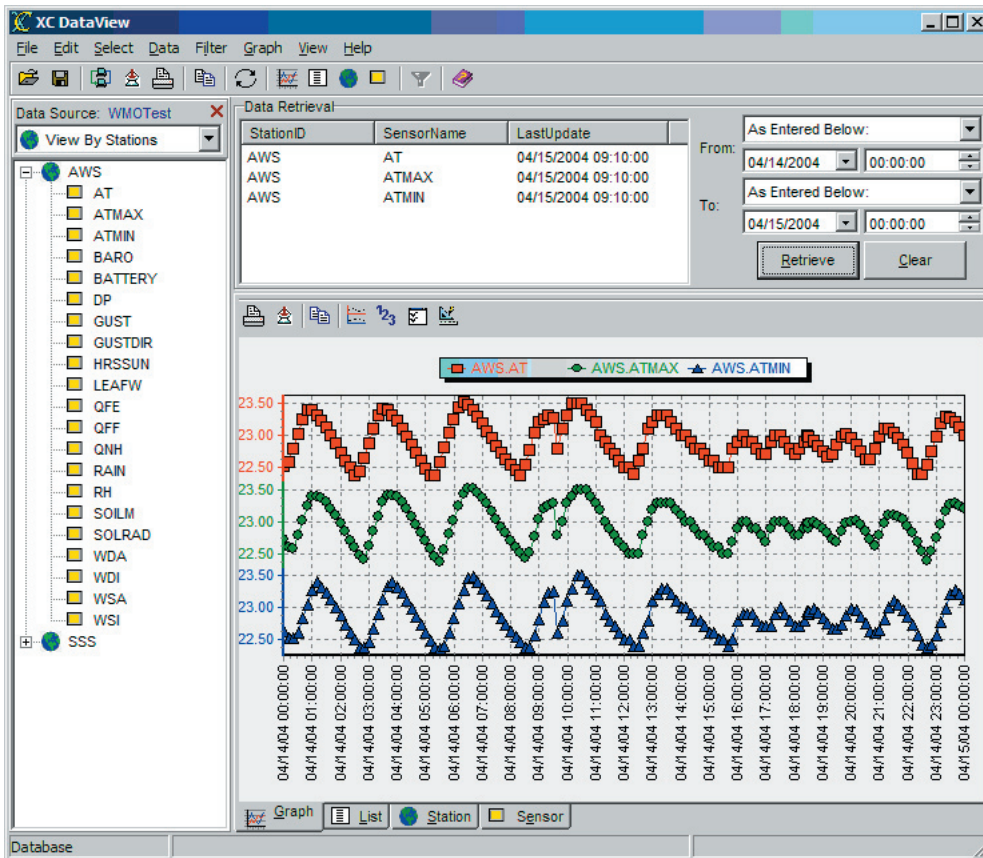 XC DataView
File Edit Select Data Filter Graph View Help
Data Source: WMOTest
View By Stations
AWS
AT
ATMAX
ATMIN
BARO
BATTERY
DP
GUST
GUSTDIR
HRSSUN
LEAFW
QFE
QFF
QNH
RAIN
RH
SOILM
SOLRAD
WDA
WDI
WSA
WSI
SSS
Data Retrieval
StationID SensorName LastUpdate
AWS AT 04/15/2004 09:10:00
AWS ATMAX 04/15/2004 09:10:00
AWS ATMIN 04/15/2004 09:10:00
From:
As Entered Below:
04/14/2004 00:00:00
To:
As Entered Below:
04/15/2004 00:00:00
Retrieve Clear
123
AWS.AT AWS.ATMAX AWS.ATMIN
23.50
23.00
22.50
23.50
23.00
22.50
23.50
23.00
22.50
04/14/04 00:00:00
04/14/04 01:00:00
04/14/04 02:00:00
04/14/04 03:00:00
04/14/04 04:00:00
04/14/04 05:00:00
04/14/04 06:00:00
04/14/04 07:00:00
04/14/04 08:00:00
04/14/04 09:00:00
04/14/04 10:00:00
04/14/04 11:00:00
04/14/04 12:00:00
04/14/04 13:00:00
04/14/04 14:00:00
04/14/04 15:00:00
04/14/04 16:00:00
04/14/04 17:00:00
04/14/04 18:00:00
04/14/04 19:00:00
04/14/04 20:00:00
04/14/04 21:00:00
04/14/04 22:00:00
04/14/04 23:00:00
04/15/04 00:00:00
Graph List Station Sensor
Database